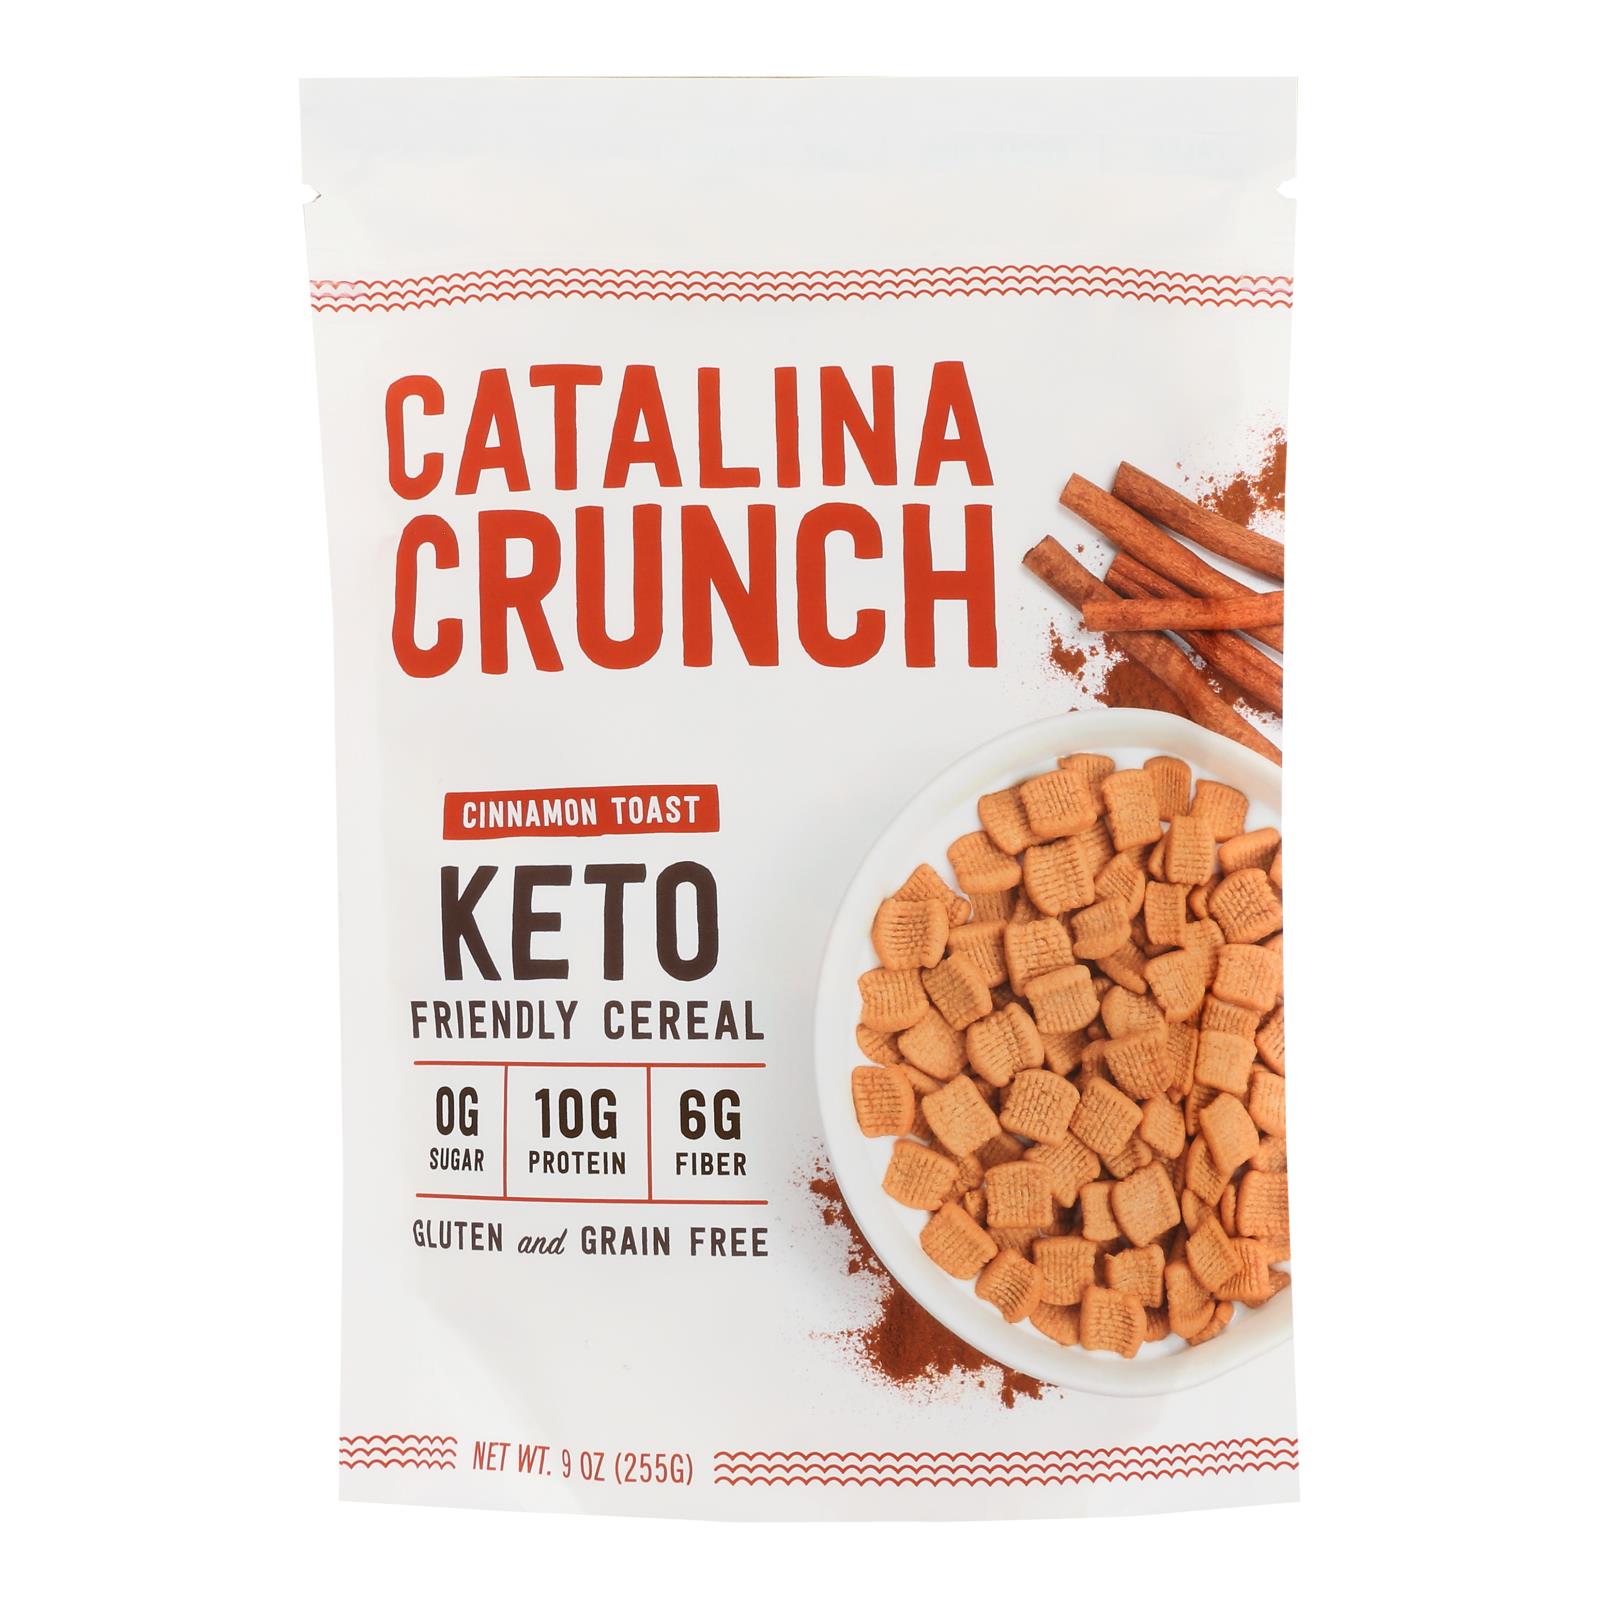 CATALINA
CRUNCH
CINNAMON TOAST
KETO
FRIENDLY CEREAL
0G 10G 6G
SUGAR PROTEIN FIBER
GLUTEN and GRAIN FREE
NET WT. 9 OZ (255G)